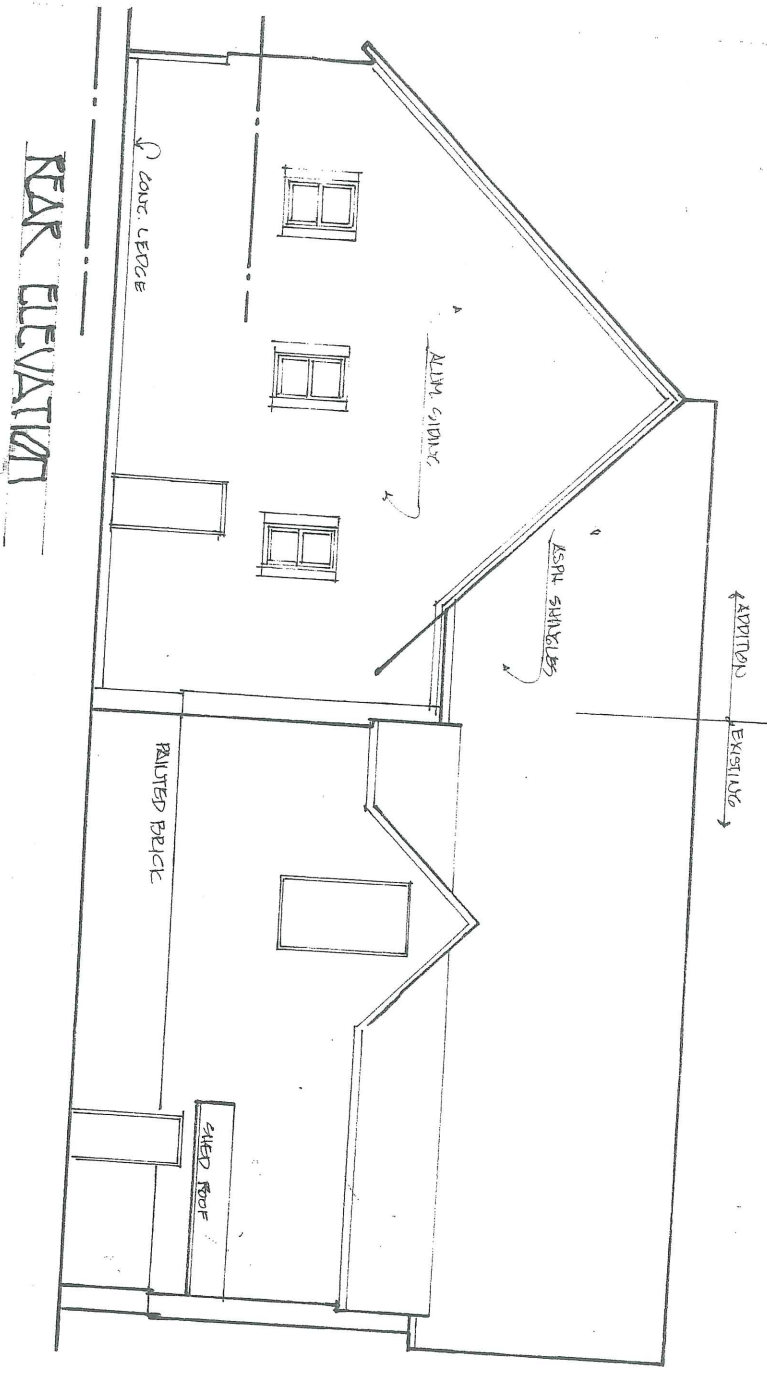 ADDITION
EXISTING
ASPH SHINGLES
ALUM SIDING
CONC. LEDGE
PAINTED BRICK
SHED ROOF
REAR ELEVATION